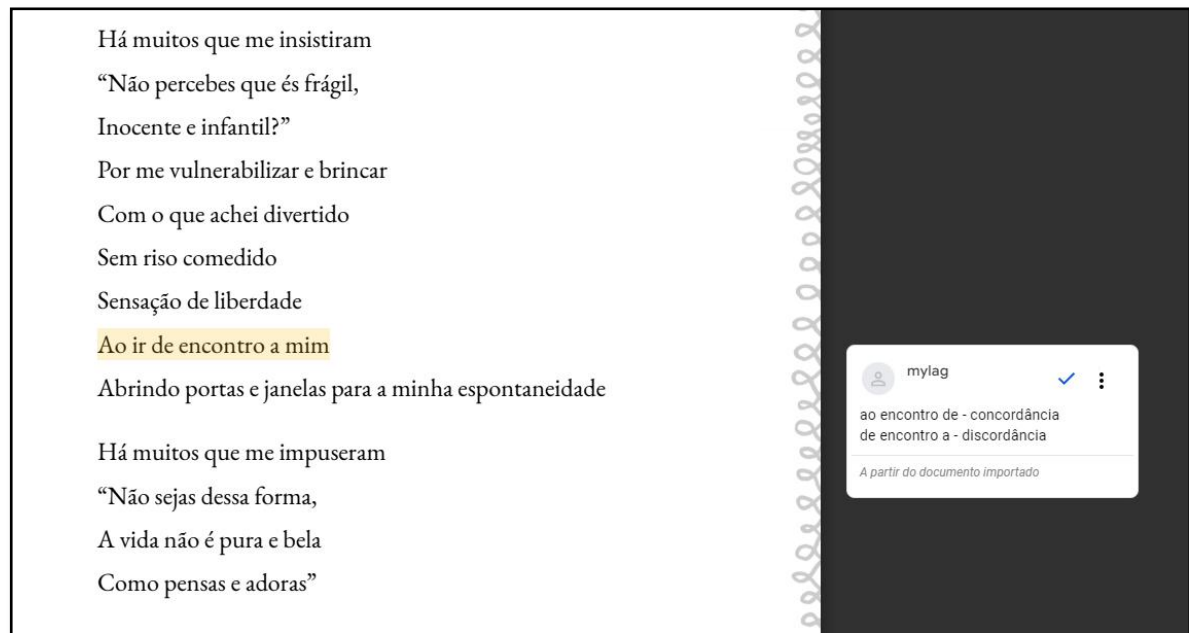 Há muitos que me insistiram
“Não percebes que és frágil,
Inocente e infantil?”
Por me vulnerabilizar e brincar
Com o que achei divertido
Sem riso comedido
Sensação de liberdade
Ao ir de encontro a mim
Abrindo portas e janelas para a minha espontaneidade
Há muitos que me impuseram
“Não sejas dessa forma,
A vida não é pura e bela
Como pensas e adoras”
mylag
ao encontro de - concordância
de encontro a - discordância
A partir do documento importado